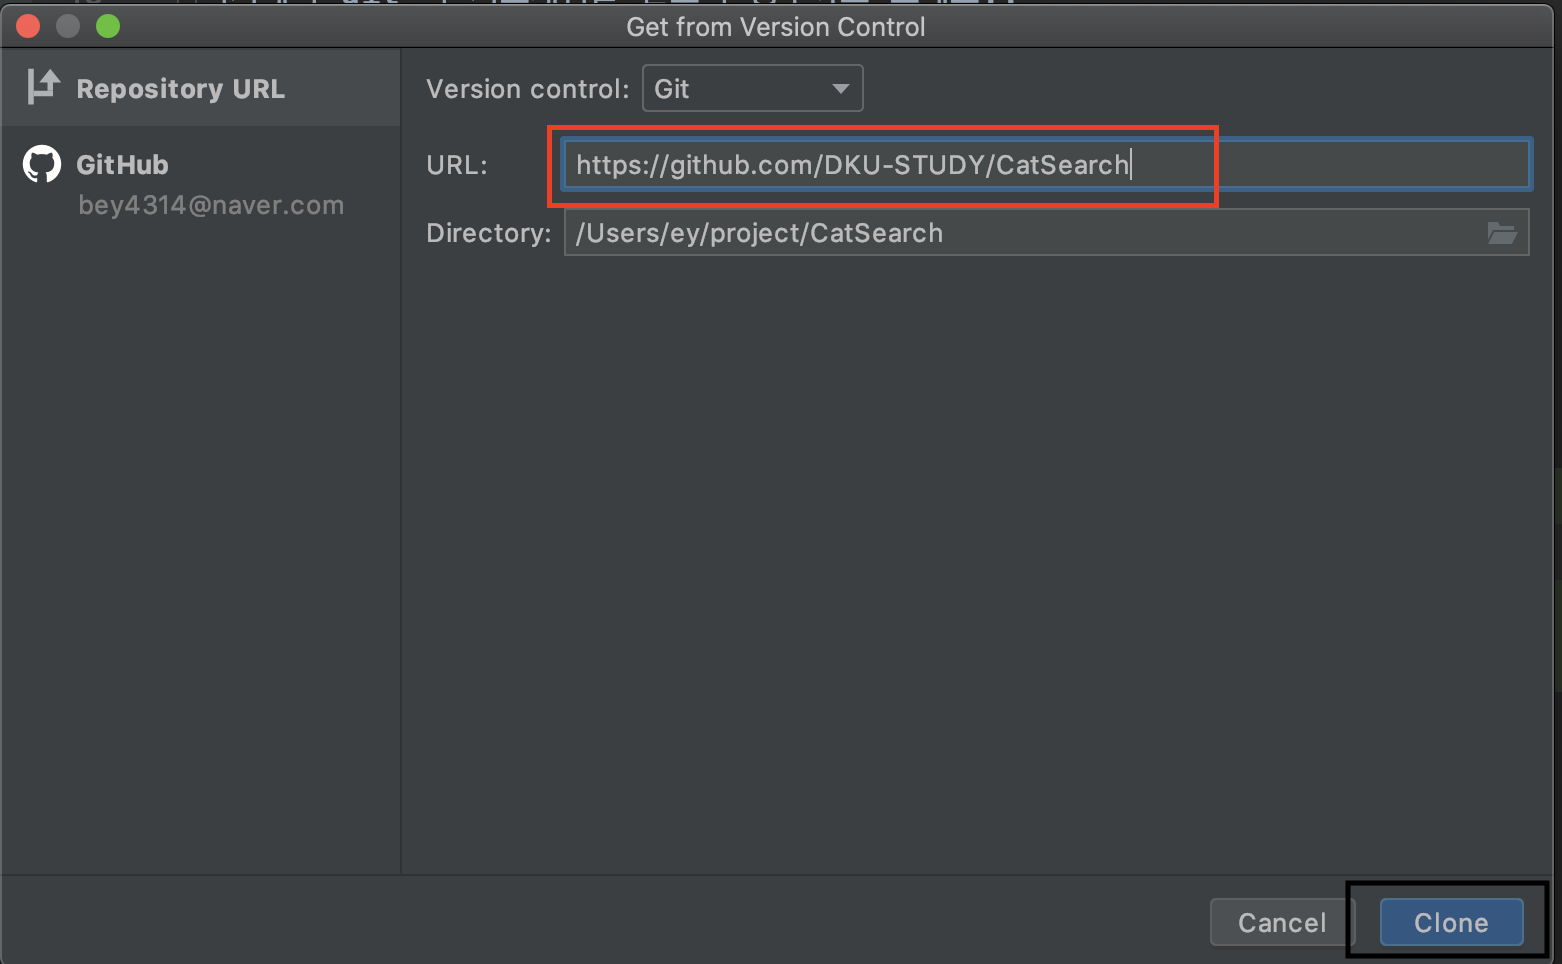 Get from Version Control
Repository URL
GitHub
bey4314@naver.com
Version control: Git
URL: https://github.com/DKU-STUDY/CatSearch
Directory: /Users/ey/project/CatSearch
Cancel
Clone